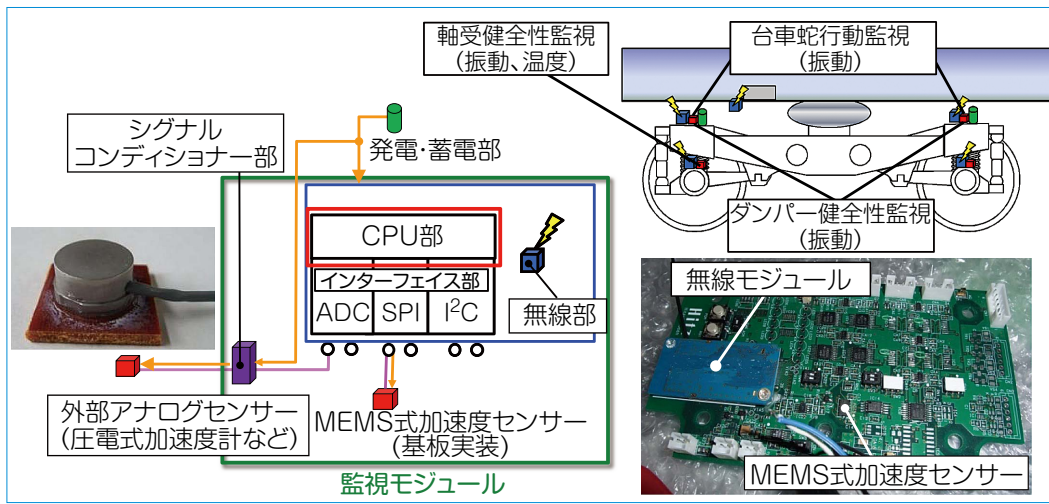 軸受健全性監視
(振動、温度)
台車蛇行動監視
(振動)
シグナル
コンディショナー部
発電・蓄電部
CPU部
インターフェイス部
ADC
SPI
I²C
無線部
ダンパー健全性監視
(振動)
無線モジュール
外部アナログセンサー
(圧電式加速度計など)
MEMS式加速度センサー
(基板実装)
MEMS式加速度センサー
監視モジュール